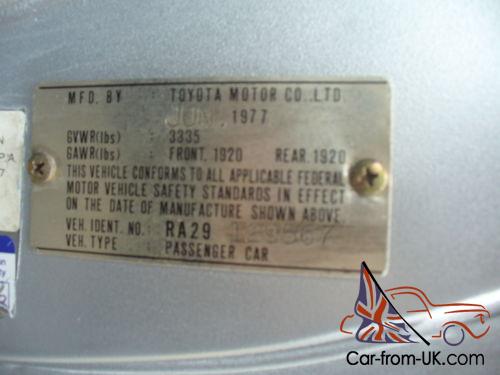 MFD. BY : TOYOTA MOTOR CO., LTD.
JUN, 1977
GVWR(lbs) : 3335
GAWR(lbs) : FRONT, 1920 REAR, 1920
THIS VEHICLE CONFORMS TO ALL APPLICABLE FEDERAL
MOTOR VEHICLE SAFETY STANDARDS IN EFFECT
ON THE DATE OF MANUFACTURE SHOWN ABOVE.
VEH. IDENT. NO. : RA29
VEH. TYPE : PASSENGER CAR
Car-from-UK.com